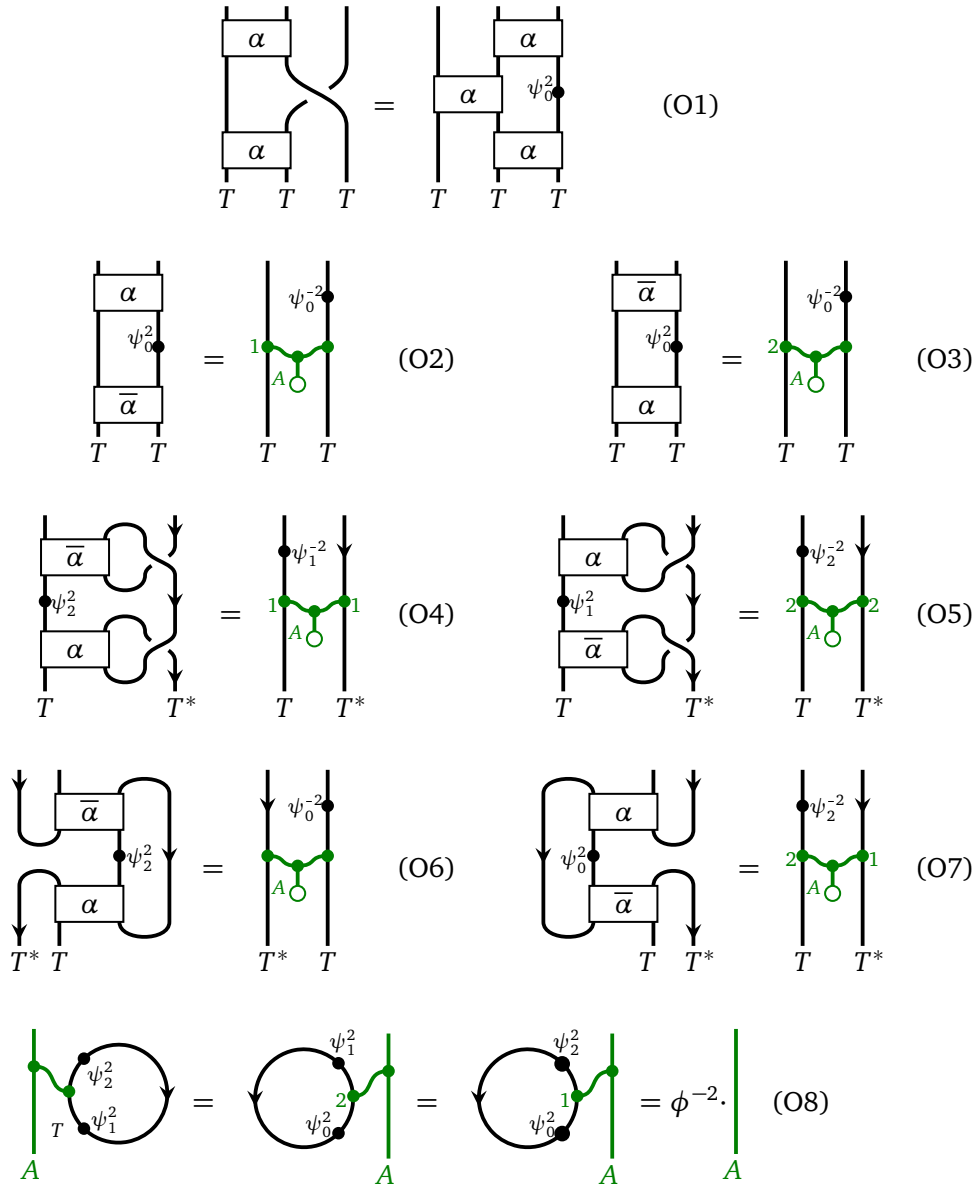 α α
α = ψ₀² (O1)
α α
T T T T T T
α ψ₀⁻² α̅ ψ₀⁻²
ψ₀² = 1 (O2) ψ₀² = 2 (O3)
α̅ A α A
T T T T T T T T
α̅ ψ₁⁻² α ψ₂⁻²
ψ₂² = 1 1 (O4) ψ₁² = 2 2 (O5)
α A α̅ A
T T* T T* T T* T T*
α̅ ψ₀⁻² α ψ₂⁻²
ψ₂² = (O6) ψ₀² = 2 1 (O7)
α A α̅ A
T* T T* T T T* T T*
ψ₂² ψ₁² ψ₂²
= 2 = 1 = ϕ⁻²· (O8)
T ψ₁² ψ₀² ψ₀²
A A A A